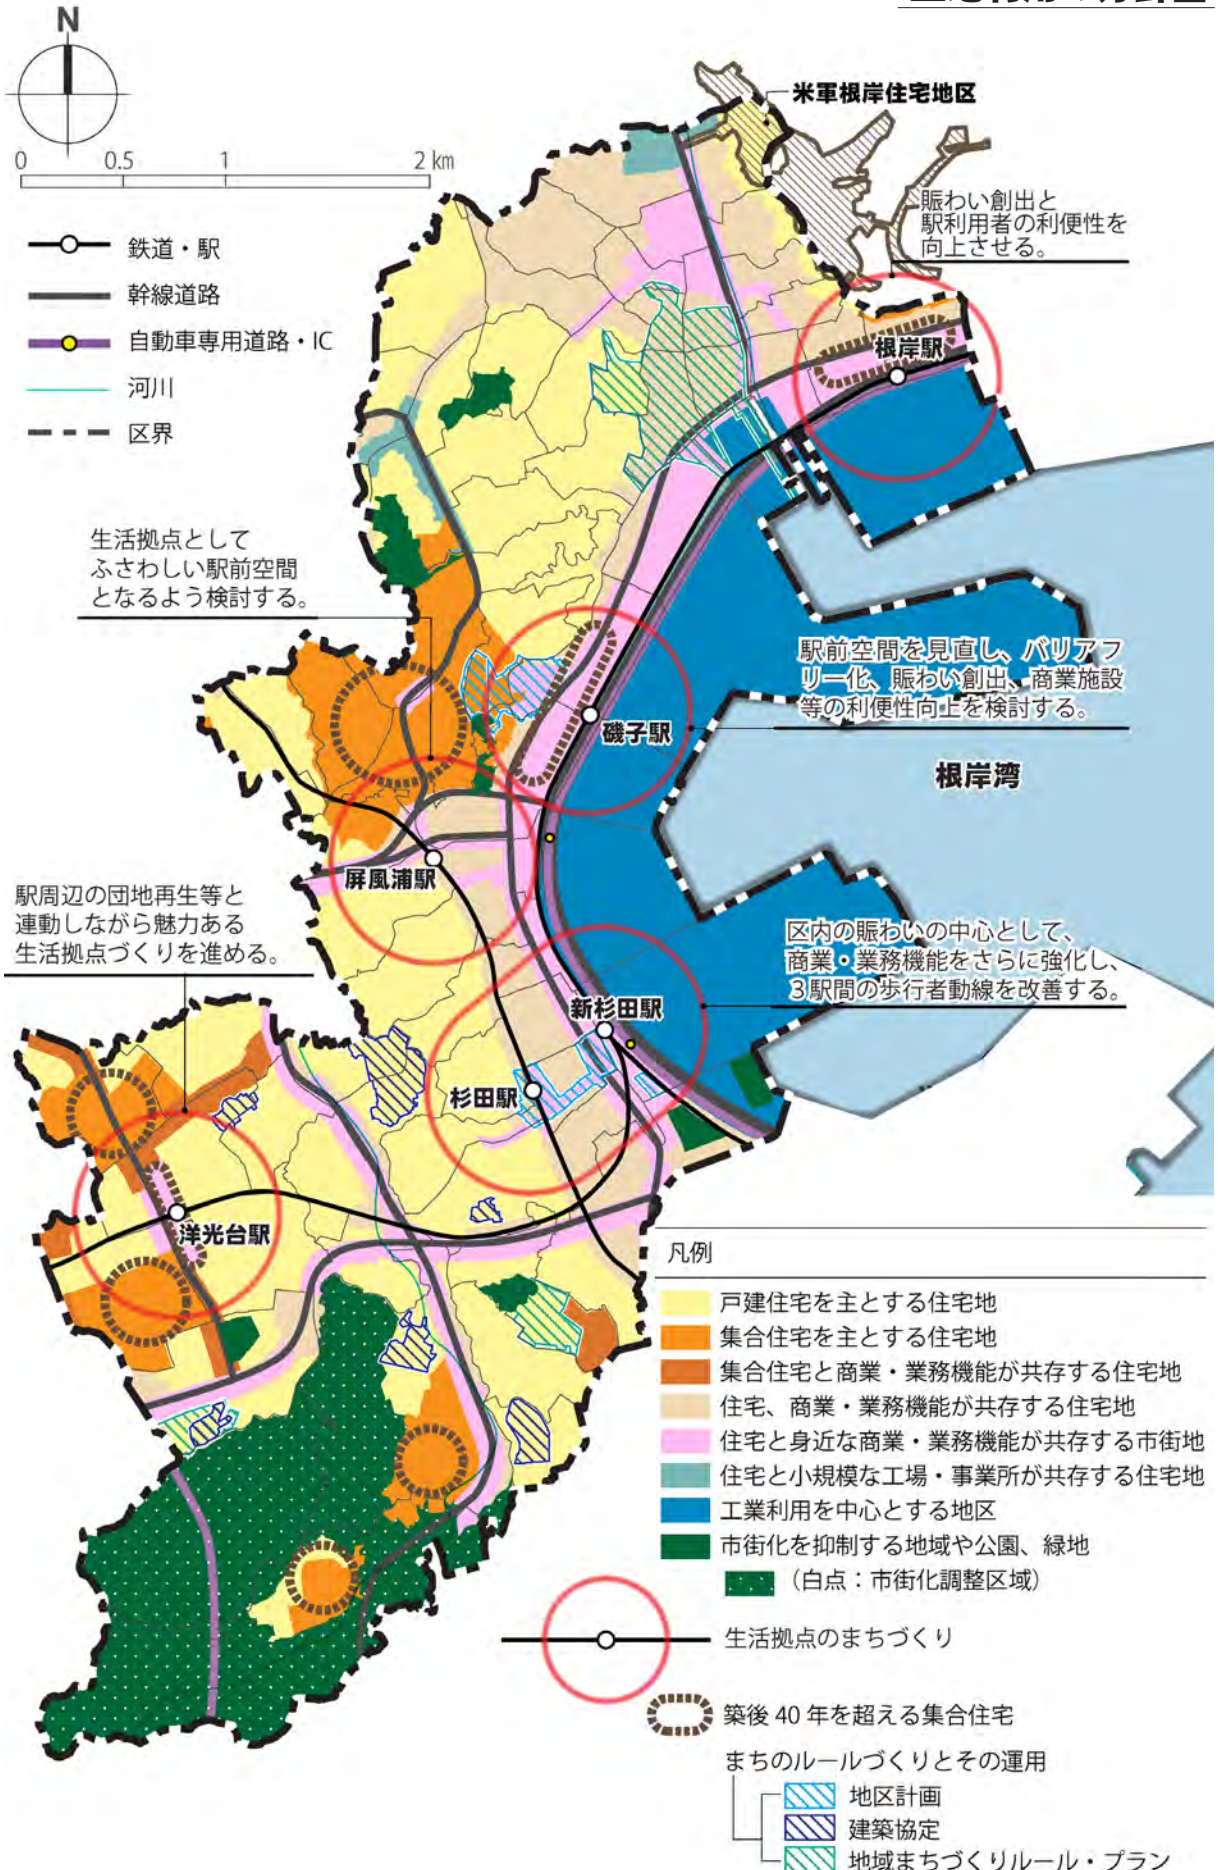 N
0 0.5 1 2 km
鉄道・駅
幹線道路
自動車専用道路・IC
河川
区界
米軍根岸住宅地区
賑わい創出と
駅利用者の利便性を
向上させる。
根岸駅
生活拠点として
ふさわしい駅前空間
となるよう検討する。
駅前空間を見直し、バリアフ
リー化、賑わい創出、商業施設
等の利便性向上を検討する。
磯子駅
根岸湾
屏風浦駅
駅周辺の団地再生等と
連動しながら魅力ある
生活拠点づくりを進める。
区内の賑わいの中心として、
商業・業務機能をさらに強化し、
3駅間の歩行者動線を改善する。
新杉田駅
杉田駅
洋光台駅
凡例
戸建住宅を主とする住宅地
集合住宅を主とする住宅地
集合住宅と商業・業務機能が共存する住宅地
住宅、商業・業務機能が共存する住宅地
住宅と身近な商業・業務機能が共存する市街地
住宅と小規模な工場・事業所が共存する住宅地
工業利用を中心とする地区
市街化を抑制する地域や公園、緑地
（白点：市街化調整区域）
生活拠点のまちづくり
築後 40 年を超える集合住宅
まちのルールづくりとその運用
地区計画
建築協定
地域まちづくりルール・プラン